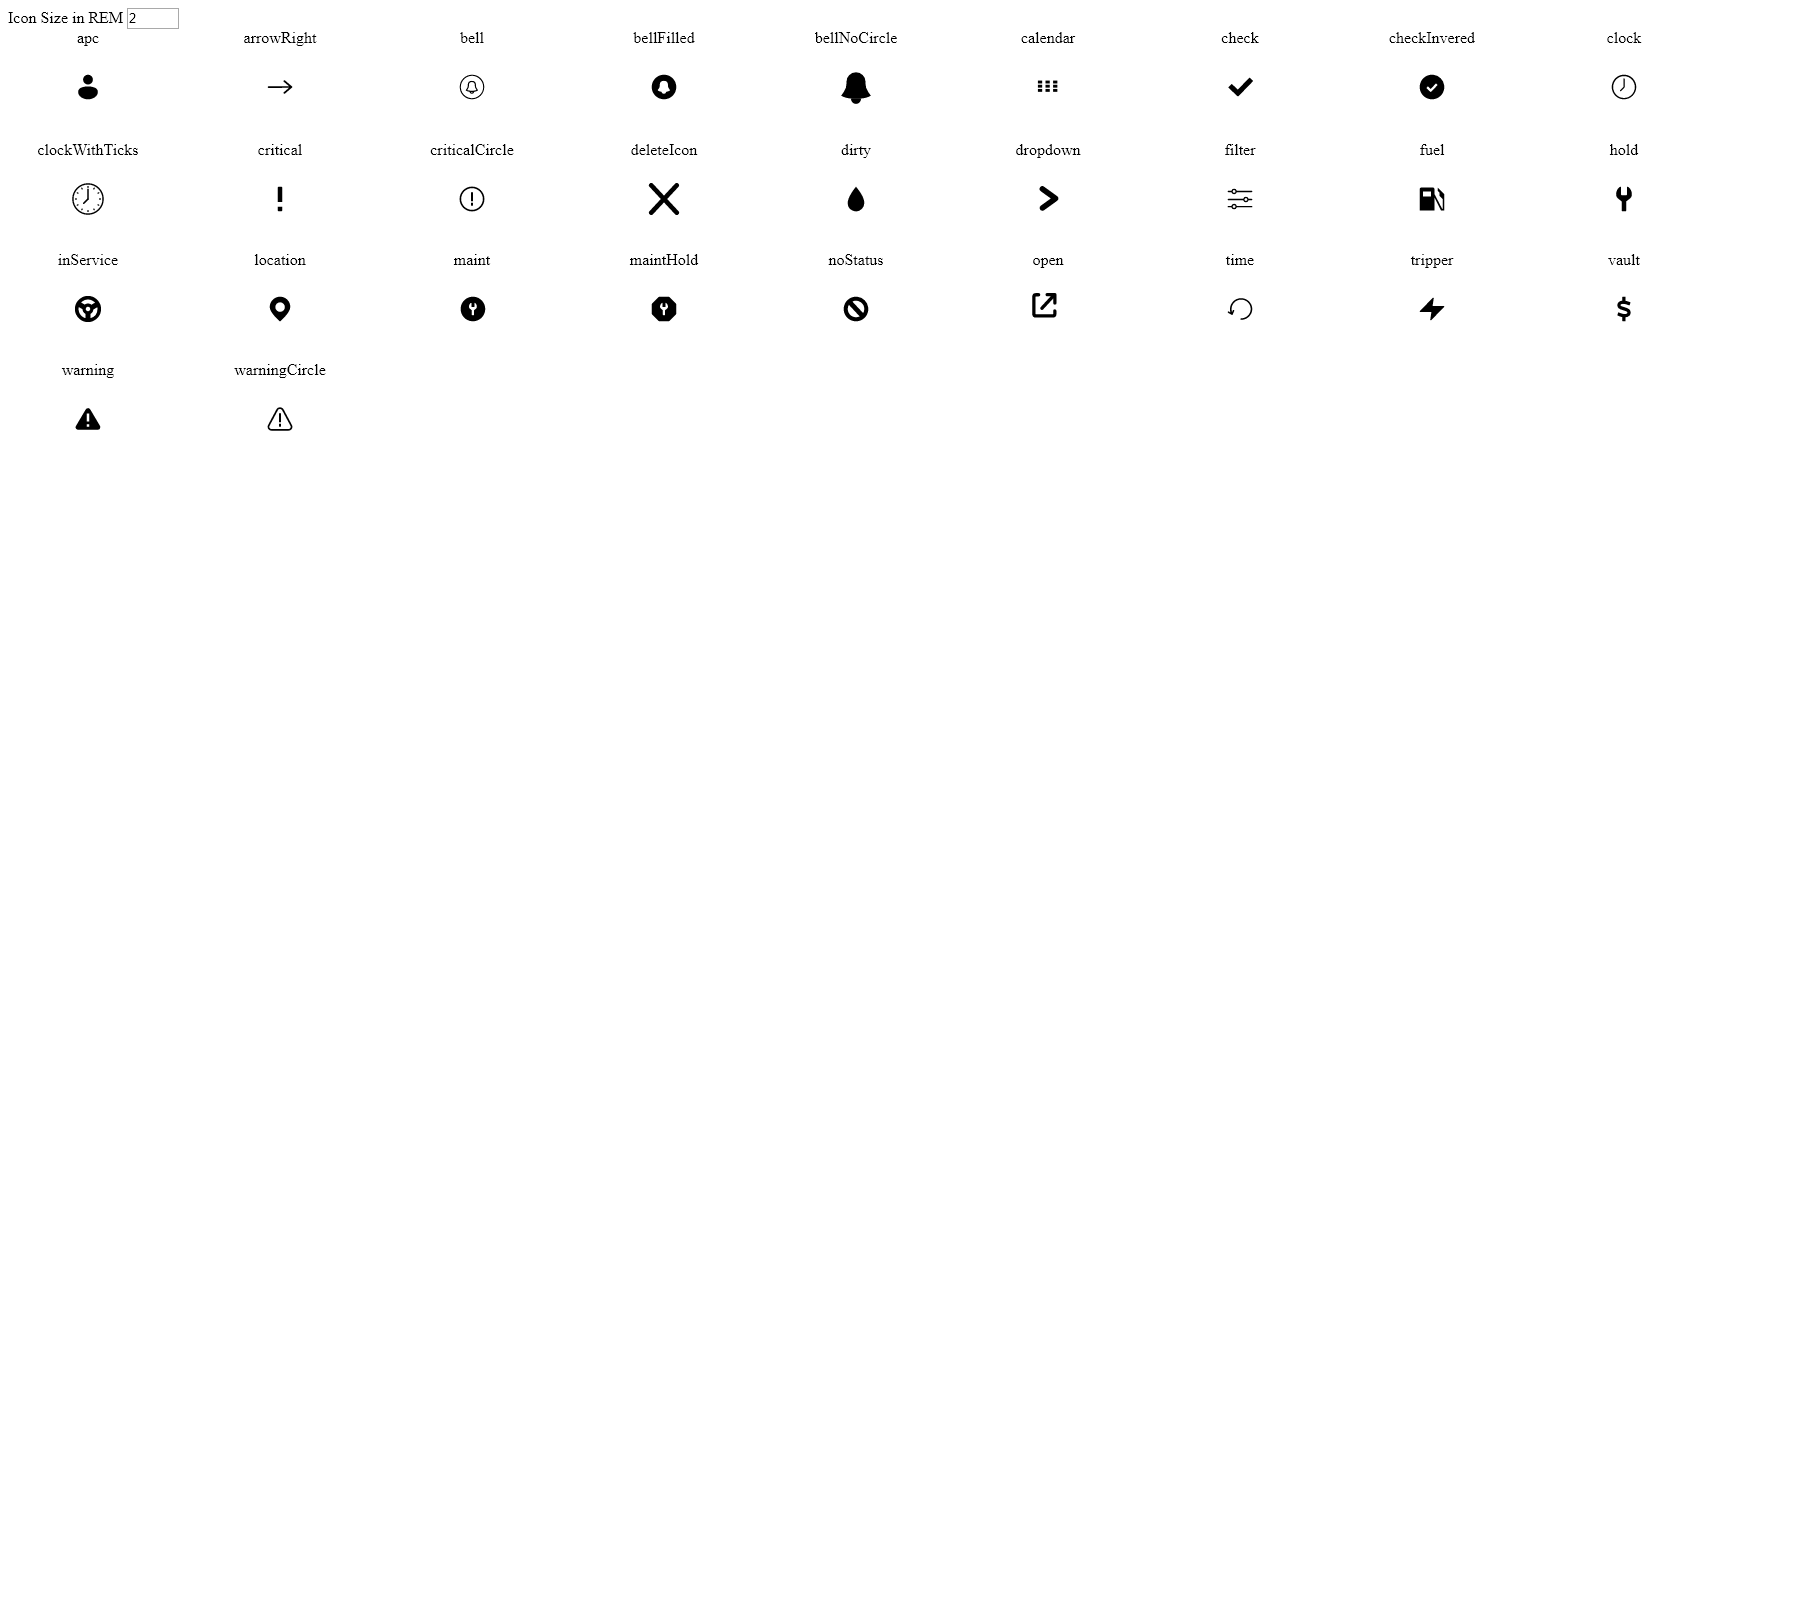 Icon Size in REM 2
apc arrowRight bell bellFilled bellNoCircle calendar check checkInvered clock
clockWithTicks critical criticalCircle deleteIcon dirty dropdown filter fuel hold
inService location maint maintHold noStatus open time tripper vault
warning warningCircle